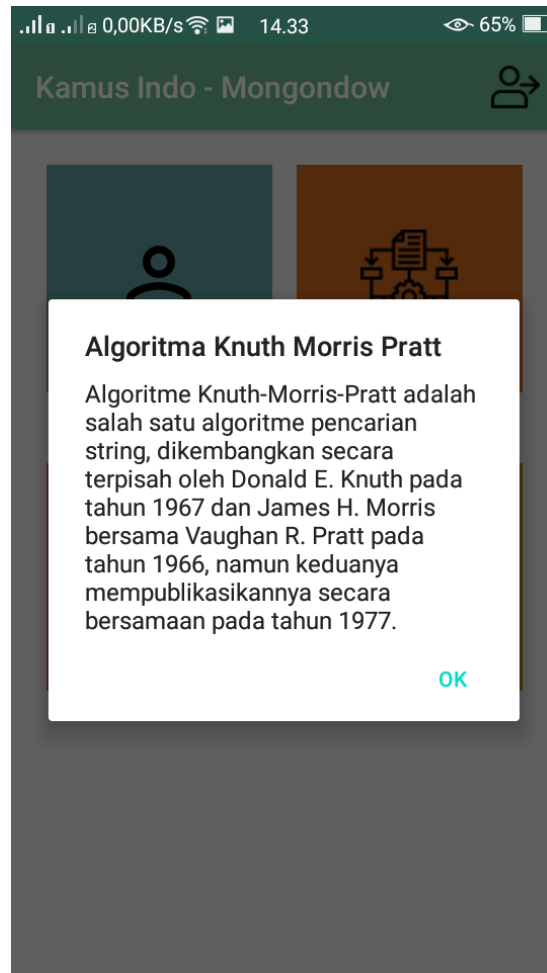 0,00KB/s 14.33 65%
Kamus Indo - Mongondow
Algoritma Knuth Morris Pratt
Algoritme Knuth-Morris-Pratt adalah
salah satu algoritme pencarian
string, dikembangkan secara
terpisah oleh Donald E. Knuth pada
tahun 1967 dan James H. Morris
bersama Vaughan R. Pratt pada
tahun 1966, namun keduanya
mempublikasikannya secara
bersamaan pada tahun 1977.
OK